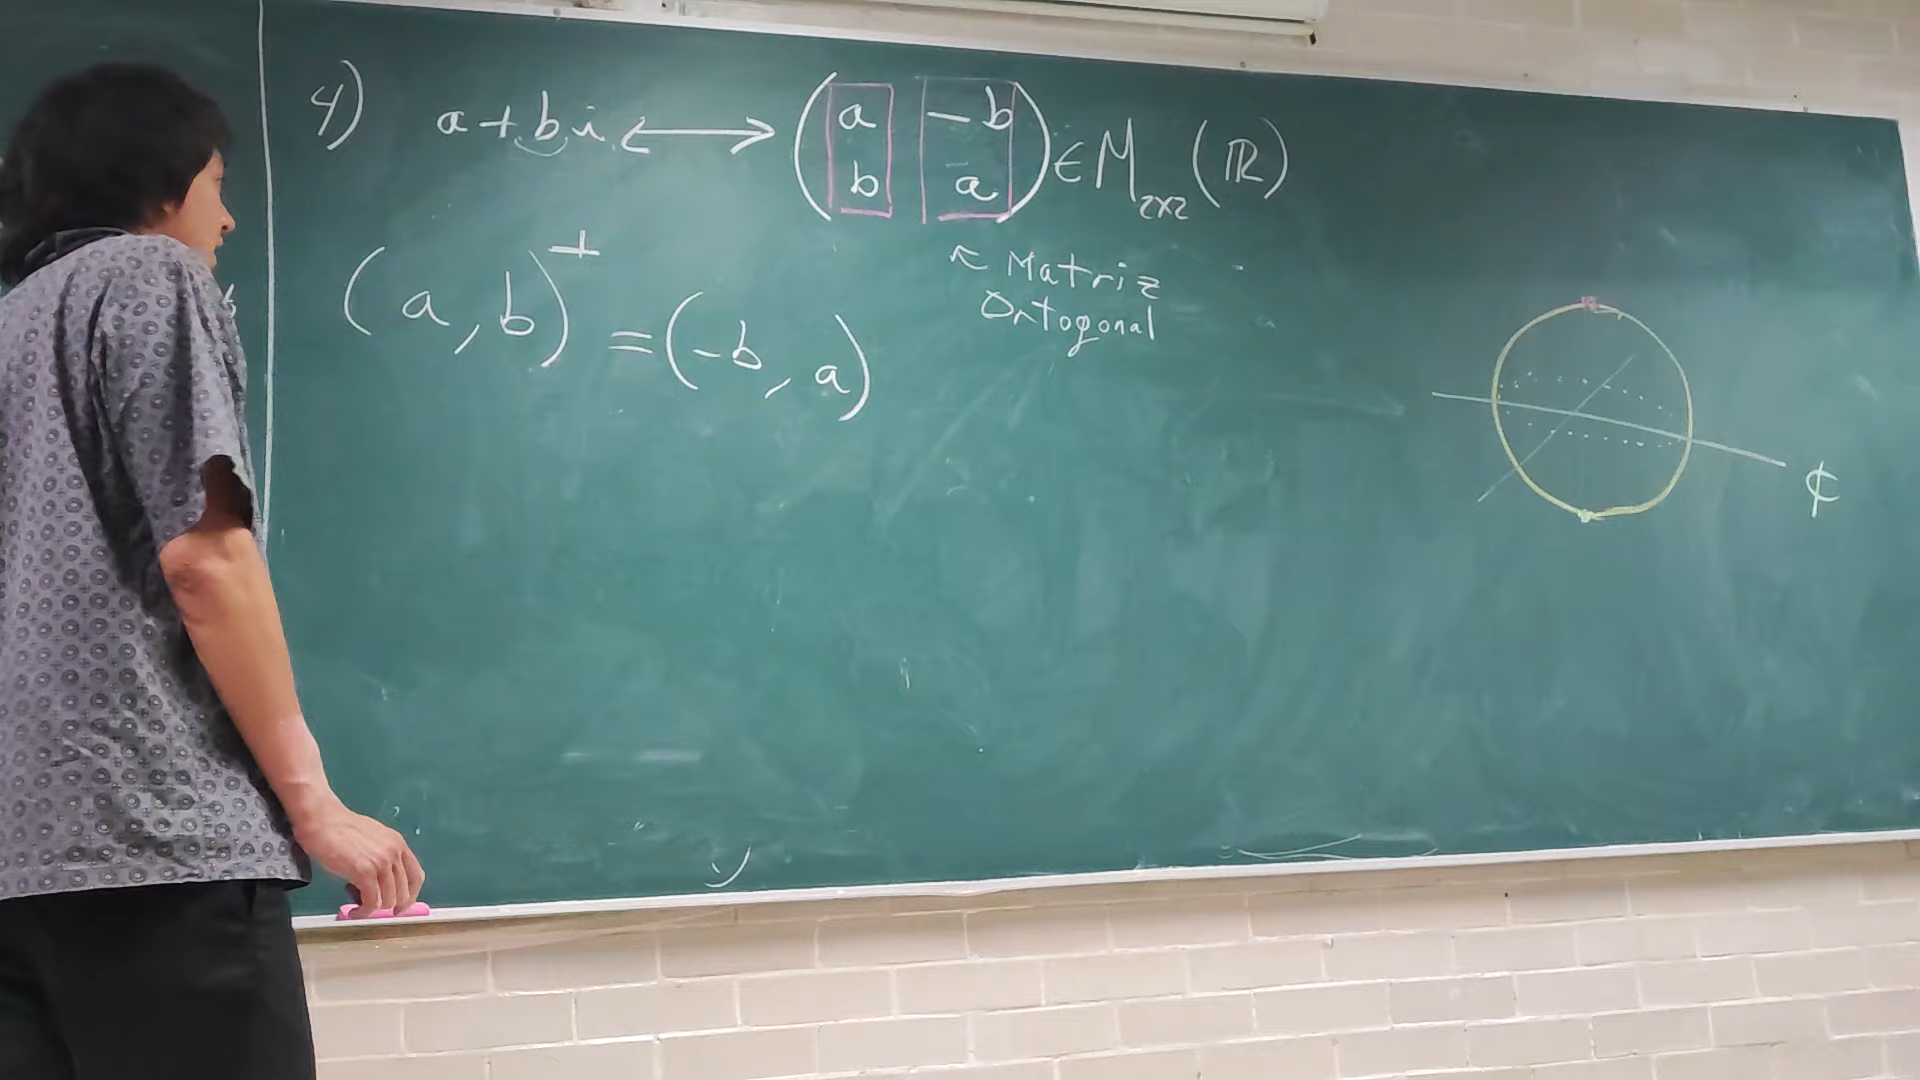 4) a+bi ⟷ (a -b
b a) ∈ M₂ₓ₂ (ℝ)
(a, b)^⊥ = (-b, a)
↖ Matriz
Ortogonal
ℂ